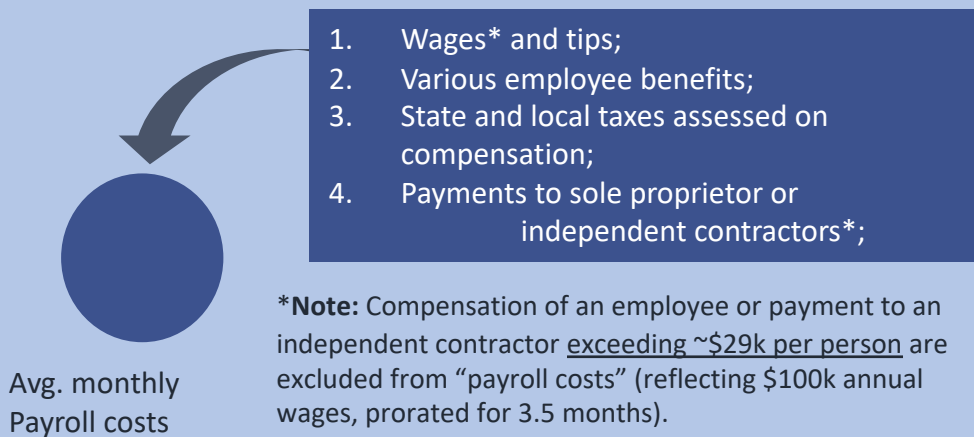 1. Wages* and tips;
2. Various employee benefits;
3. State and local taxes assessed on
compensation;
4. Payments to sole proprietor or
independent contractors*;
*Note: Compensation of an employee or payment to an
independent contractor exceeding ~$29k per person are
excluded from “payroll costs” (reflecting $100k annual
wages, prorated for 3.5 months).
Avg. monthly
Payroll costs